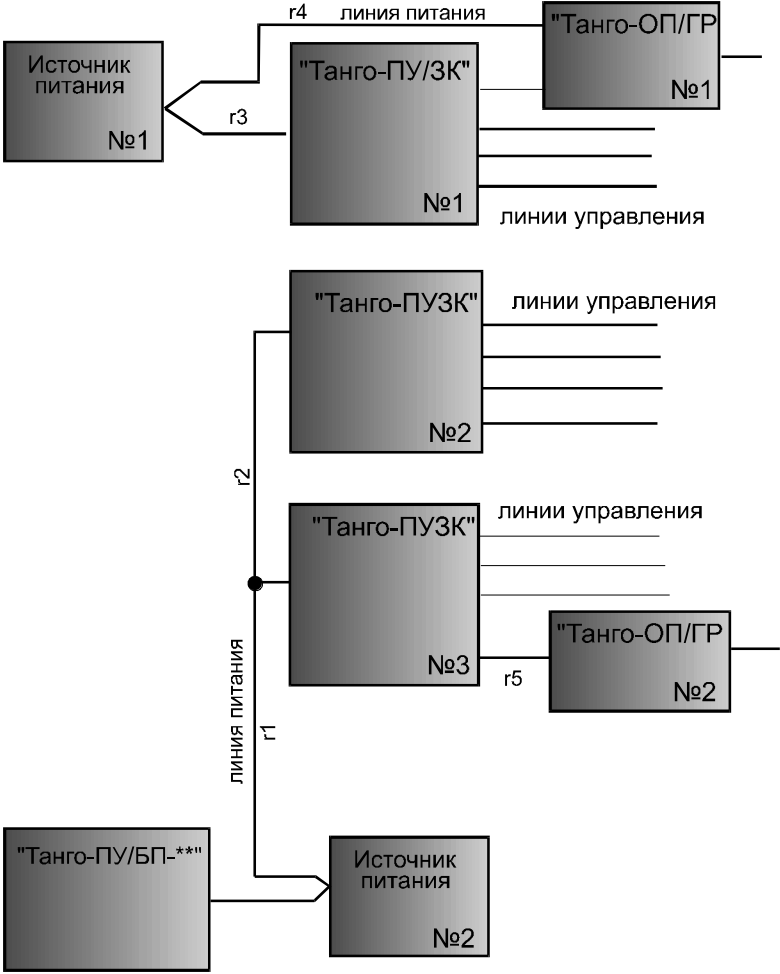 r4 линия питания
"Танго-ОП/ГР
№1
Источник
питания
№1
"Танго-ПУ/ЗК"
№1
r3
линии управления
"Танго-ПУЗК"
№2
линии управления
r2
"Танго-ПУЗК"
№3
линии управления
r5
"Танго-ОП/ГР
№2
линия питания
r1
"Танго-ПУ/БП-**"
Источник
питания
№2